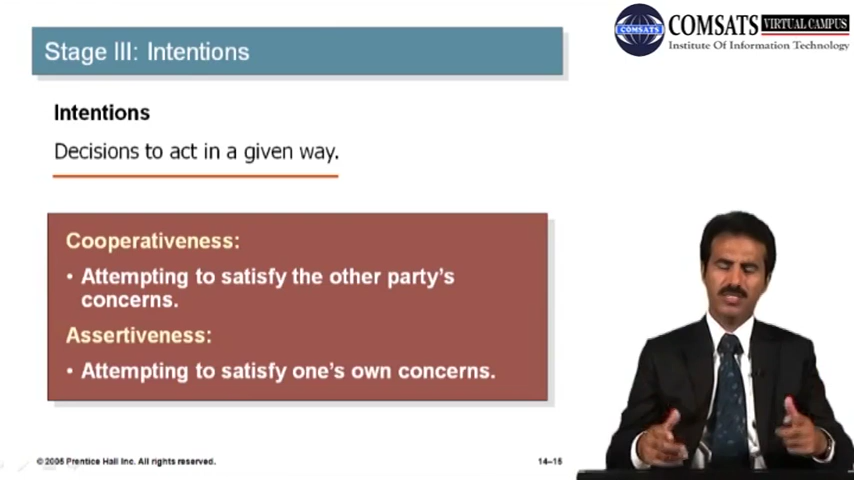 Stage III: Intentions
COMSATS VIRTUAL CAMPUS
COMSATS
Institute Of Information Technology
Intentions
Decisions to act in a given way.
Cooperativeness:
• Attempting to satisfy the other party's
concerns.
Assertiveness:
• Attempting to satisfy one's own concerns.
© 2005 Prentice Hall Inc. All rights reserved.
14–15